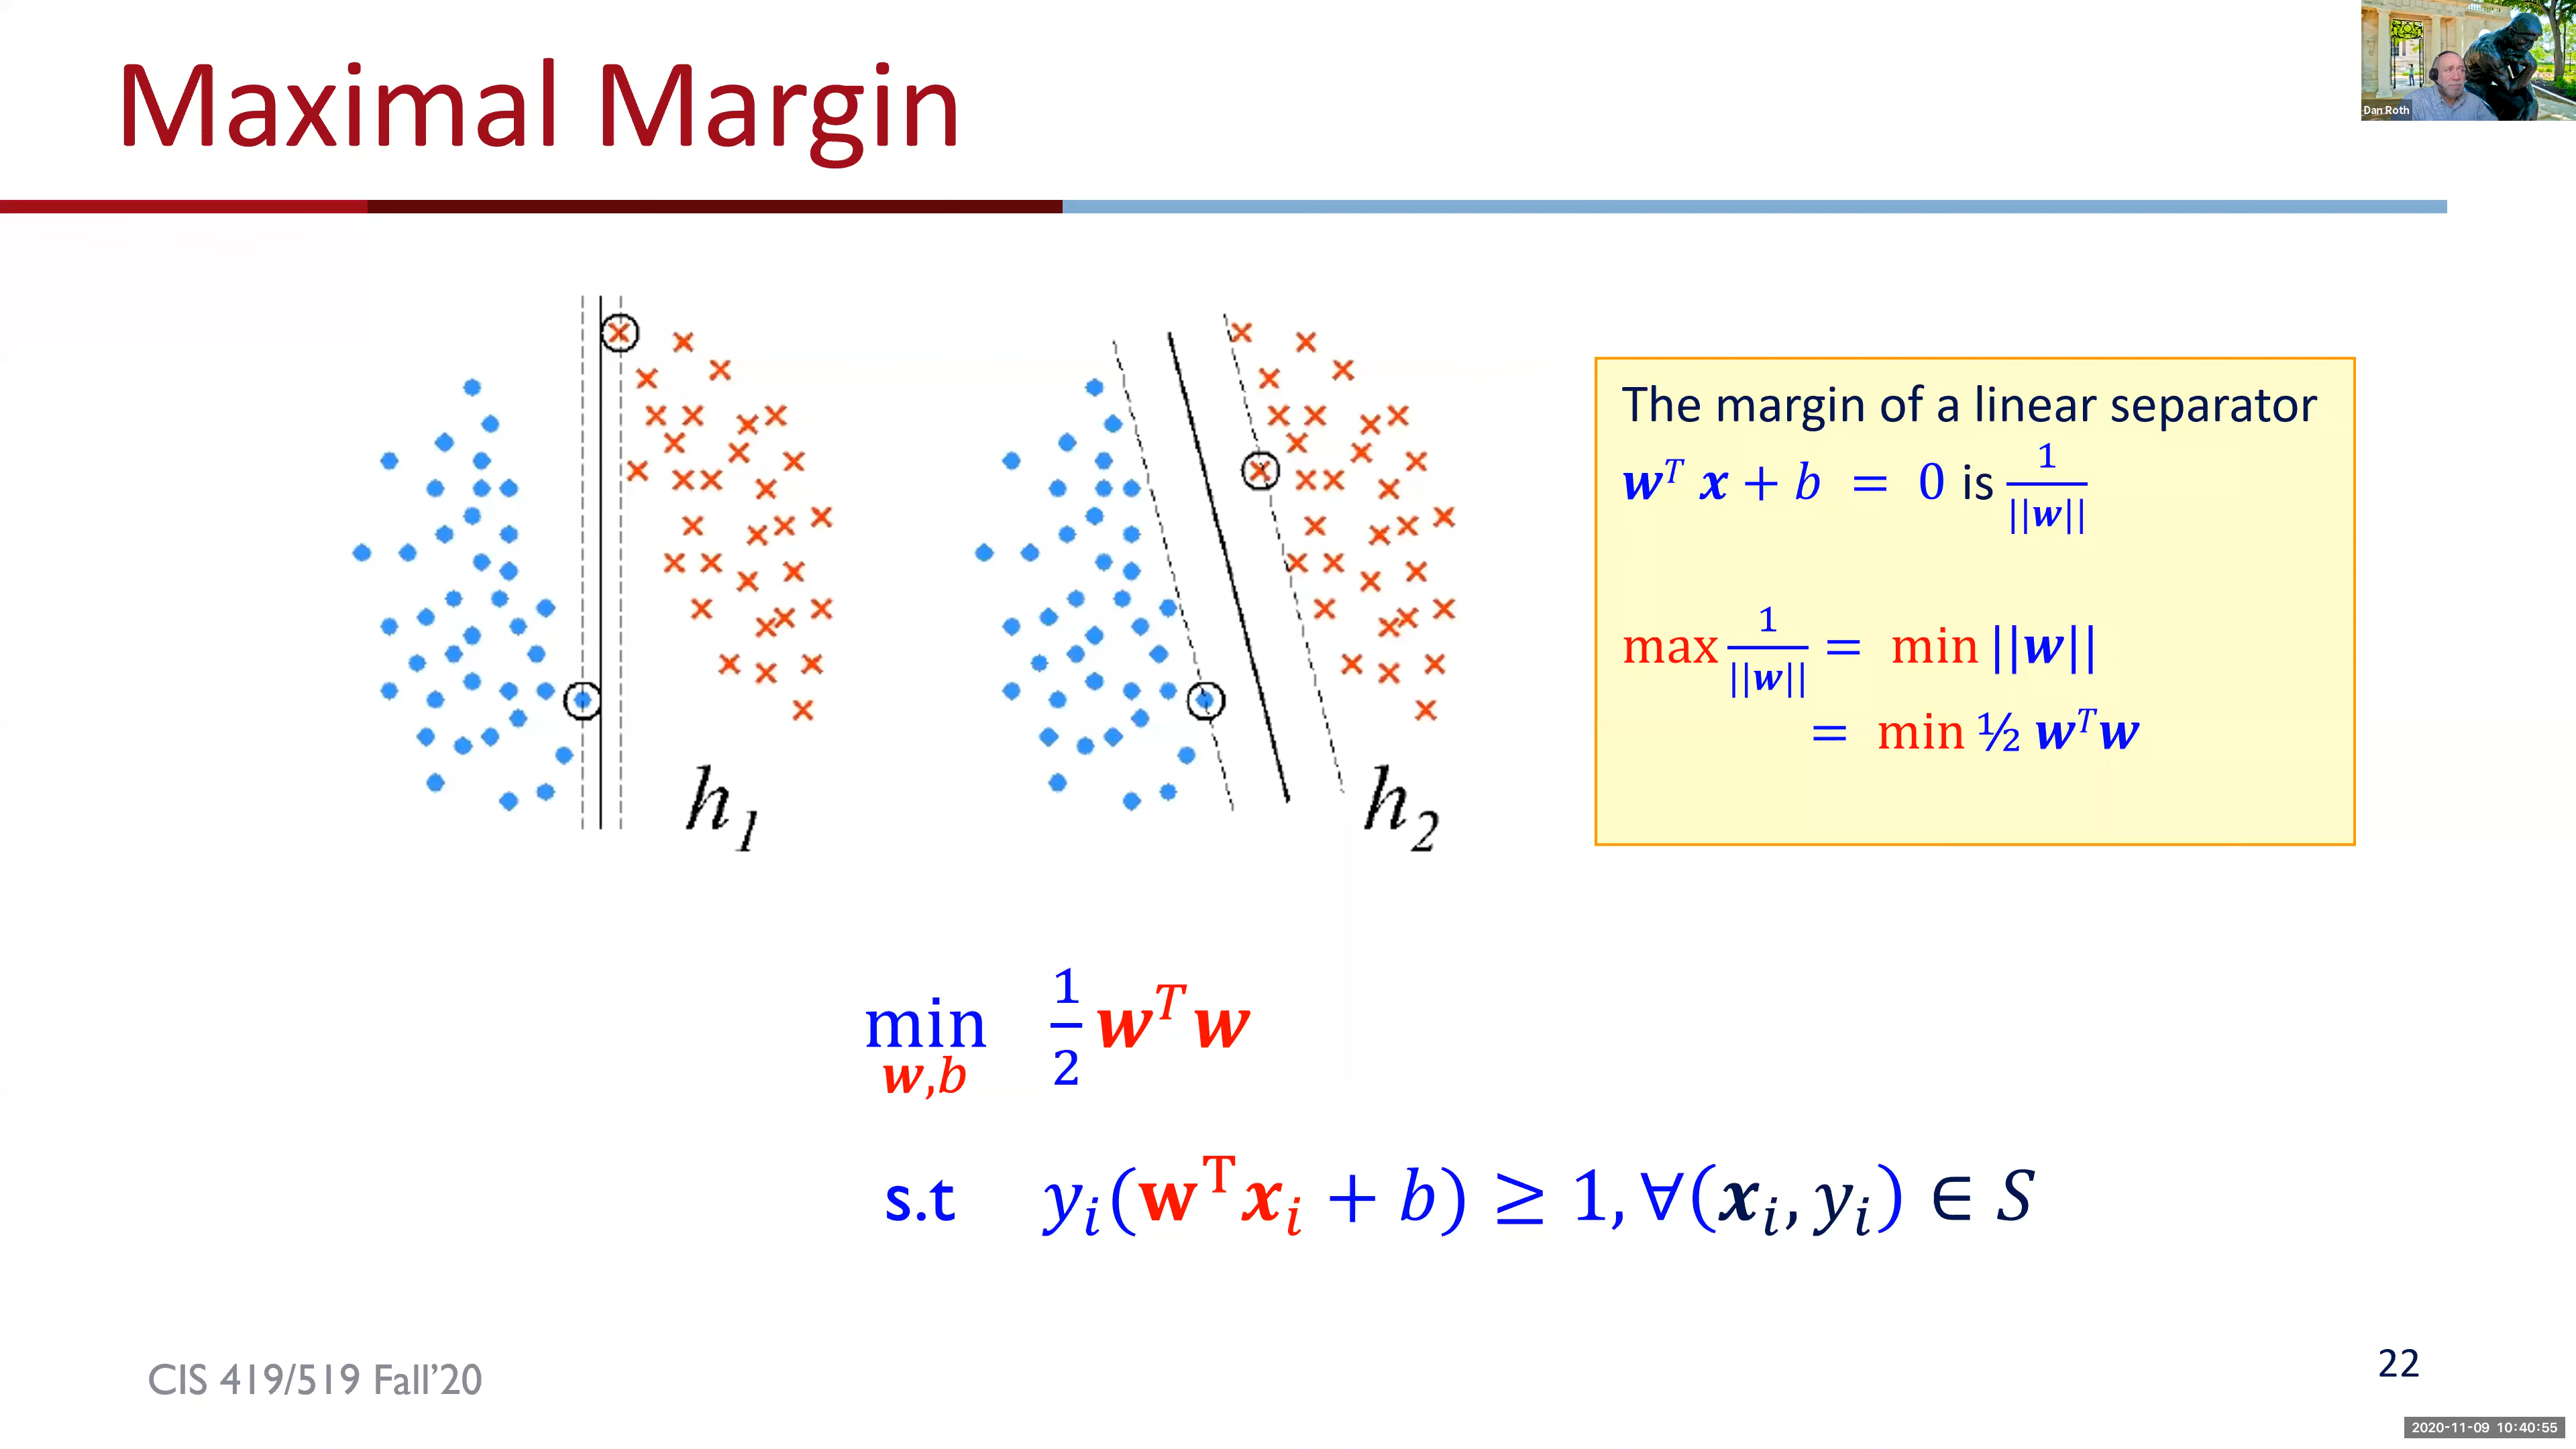 Maximal Margin
Dan Roth
h₁
h₂
The margin of a linear separator
wᵀ x + b = 0 is 1/||w||
max 1/||w|| = min ||w||
= min ½ wᵀw
min w,b 1/2 wᵀw
s.t yᵢ(wᵀxᵢ + b) ≥ 1, ∀(xᵢ, yᵢ) ∈ S
CIS 419/519 Fall’20
22
2020-11-09 10:40:55